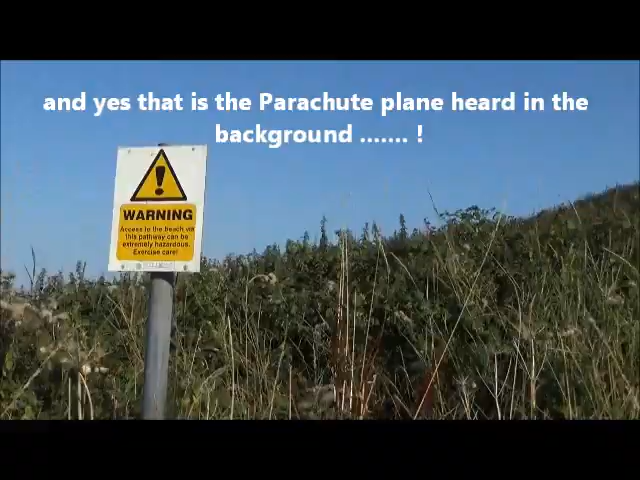 and yes that is the Parachute plane heard in the
background ....... !
WARNING
Access to the beach via
this pathway can be
extremely hazardous.
Exercise care!